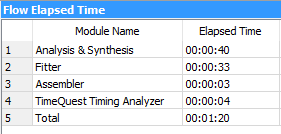 Flow Elapsed Time
Module Name Elapsed Time
1 Analysis & Synthesis 00:00:40
2 Fitter 00:00:33
3 Assembler 00:00:03
4 TimeQuest Timing Analyzer 00:00:04
5 Total 00:01:20